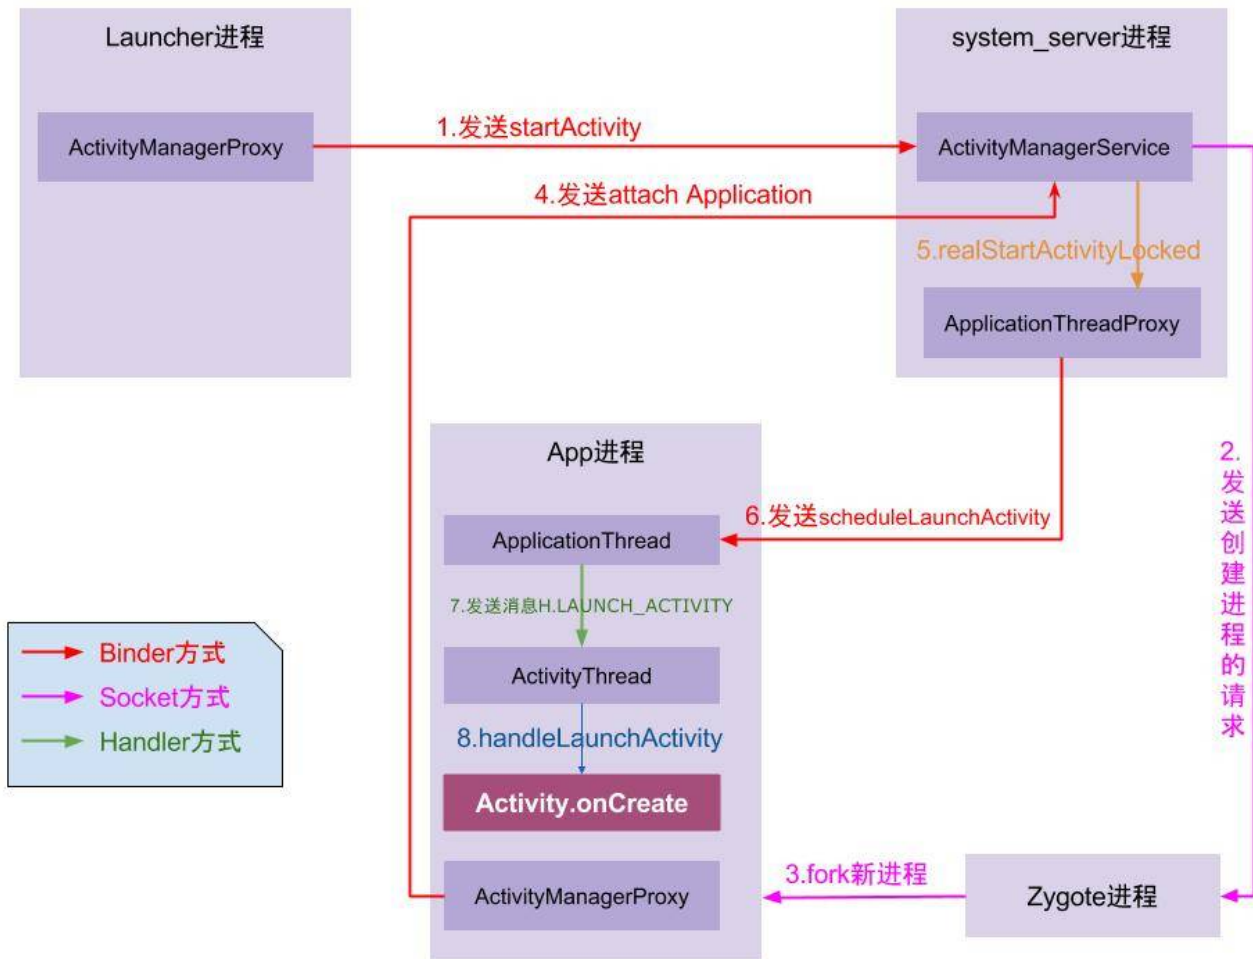 Launcher进程
system_server进程
ActivityManagerProxy
1.发送startActivity
ActivityManagerService
4.发送attach Application
5.realStartActivityLocked
ApplicationThreadProxy
App进程
2.
发
送
创
建
进
程
的
请
求
6.发送scheduleLaunchActivity
ApplicationThread
7.发送消息H.LAUNCH_ACTIVITY
Binder方式
ActivityThread
Socket方式
8.handleLaunchActivity
Handler方式
Activity.onCreate
3.fork新进程
ActivityManagerProxy
Zygote进程